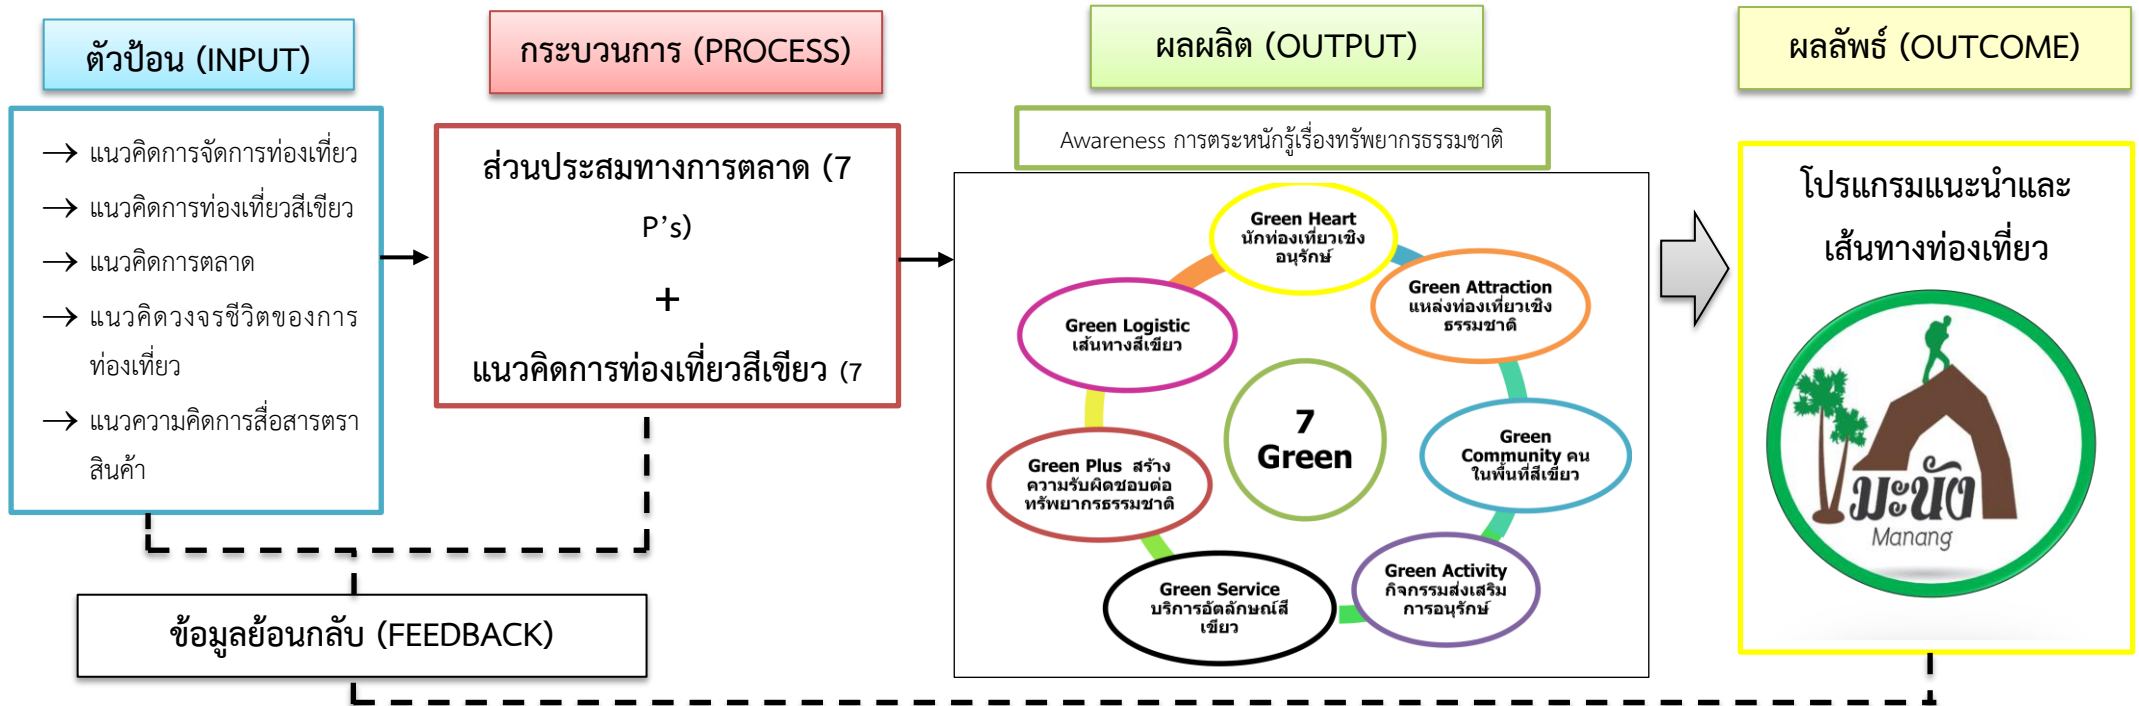 ตัวป้อน (INPUT)
แนวคิดการจัดการท่องเที่ยว
แนวคิดการท่องเที่ยวสีเขียว
แนวคิดการตลาด
แนวคิดวงจรชีวิตของการ
ท่องเที่ยว
แนวความคิดการสื่อสารตรา
สินค้า
กระบวนการ (PROCESS)
ส่วนประสมทางการตลาด (7
P’s)
+
แนวคิดการท่องเที่ยวสีเขียว (7
ผลผลิต (OUTPUT)
Awareness การตระหนักรู้เรื่องทรัพยากรธรรมชาติ
Green Heart
นักท่องเที่ยวเชิง
อนุรักษ์
Green Attraction
แหล่งท่องเที่ยวเชิง
ธรรมชาติ
Green
Community คน
ในพื้นที่สีเขียว
Green Activity
กิจกรรมส่งเสริม
การอนุรักษ์
Green Service
บริการอัตลักษณ์สี
เขียว
Green Plus สร้าง
ความรับผิดชอบต่อ
ทรัพยากรธรรมชาติ
Green Logistic
เส้นทางสีเขียว
7
Green
ผลลัพธ์ (OUTCOME)
โปรแกรมแนะนำและ
เส้นทางท่องเที่ยว
มะนัง
Manang
ข้อมูลย้อนกลับ (FEEDBACK)